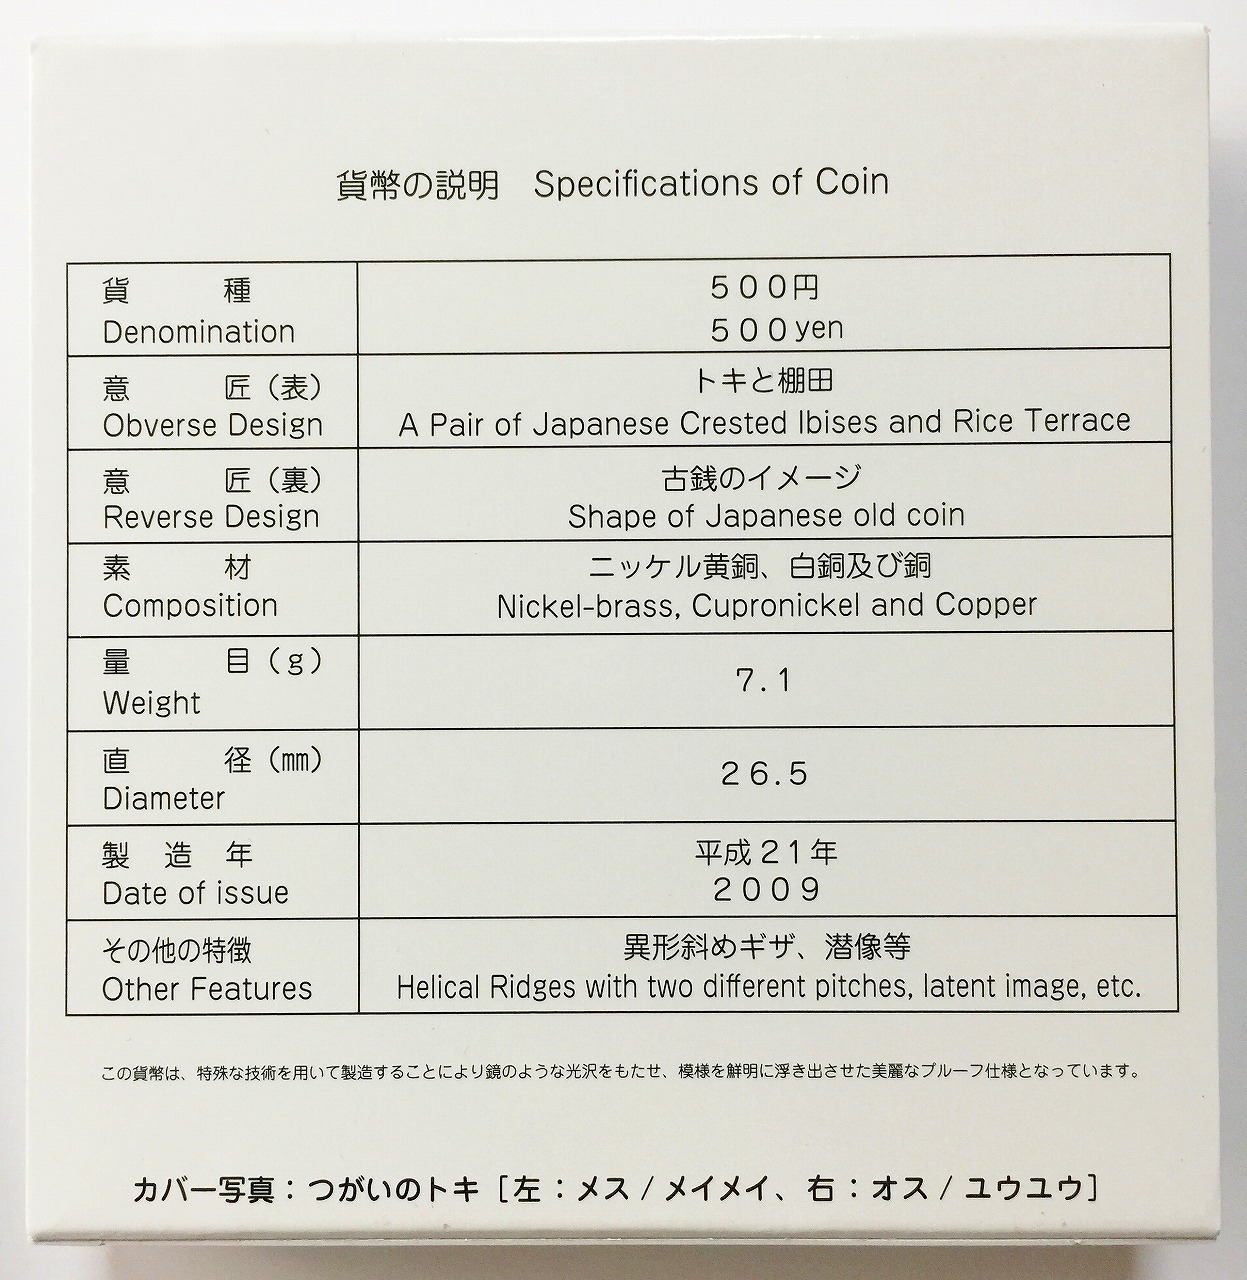 貨幣の説明　Specifications of Coin
貨　種
Denomination
５００円
５００yen
意　匠（表）
Obverse Design
トキと棚田
A Pair of Japanese Crested Ibises and Rice Terrace
意　匠（裏）
Reverse Design
古銭のイメージ
Shape of Japanese old coin
素　材
Composition
ニッケル黄銅、白銅及び銅
Nickel-brass, Cupronickel and Copper
量　目（ｇ）
Weight
７.１
直　径（㎜）
Diameter
２６.５
製　造　年
Date of issue
平成２１年
２００９
その他の特徴
Other Features
異形斜めギザ、潜像等
Helical Ridges with two different pitches, latent image, etc.
この貨幣は、特殊な技術を用いて製造することにより鏡のような光沢をもたせ、模様を鮮明に浮き出させた美麗なプルーフ仕様となっています。
カバー写真：つがいのトキ［左：メス / メイメイ、右：オス / ユウユウ］